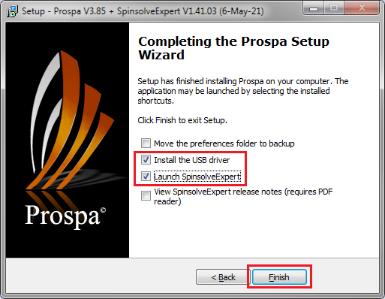 Setup - Prospa V3.85 + SpinsolveExpert V1.41.03 (6-May-21)
Completing the Prospa Setup
Wizard
Setup has finished installing Prospa on your computer. The
application may be launched by selecting the installed
shortcuts.
Click Finish to exit Setup.
Move the preferences folder to backup
Install the USB driver
Launch SpinsolveExpert
View SpinsolveExpert release notes (requires PDF
reader)
Prospa©
< Back
Finish